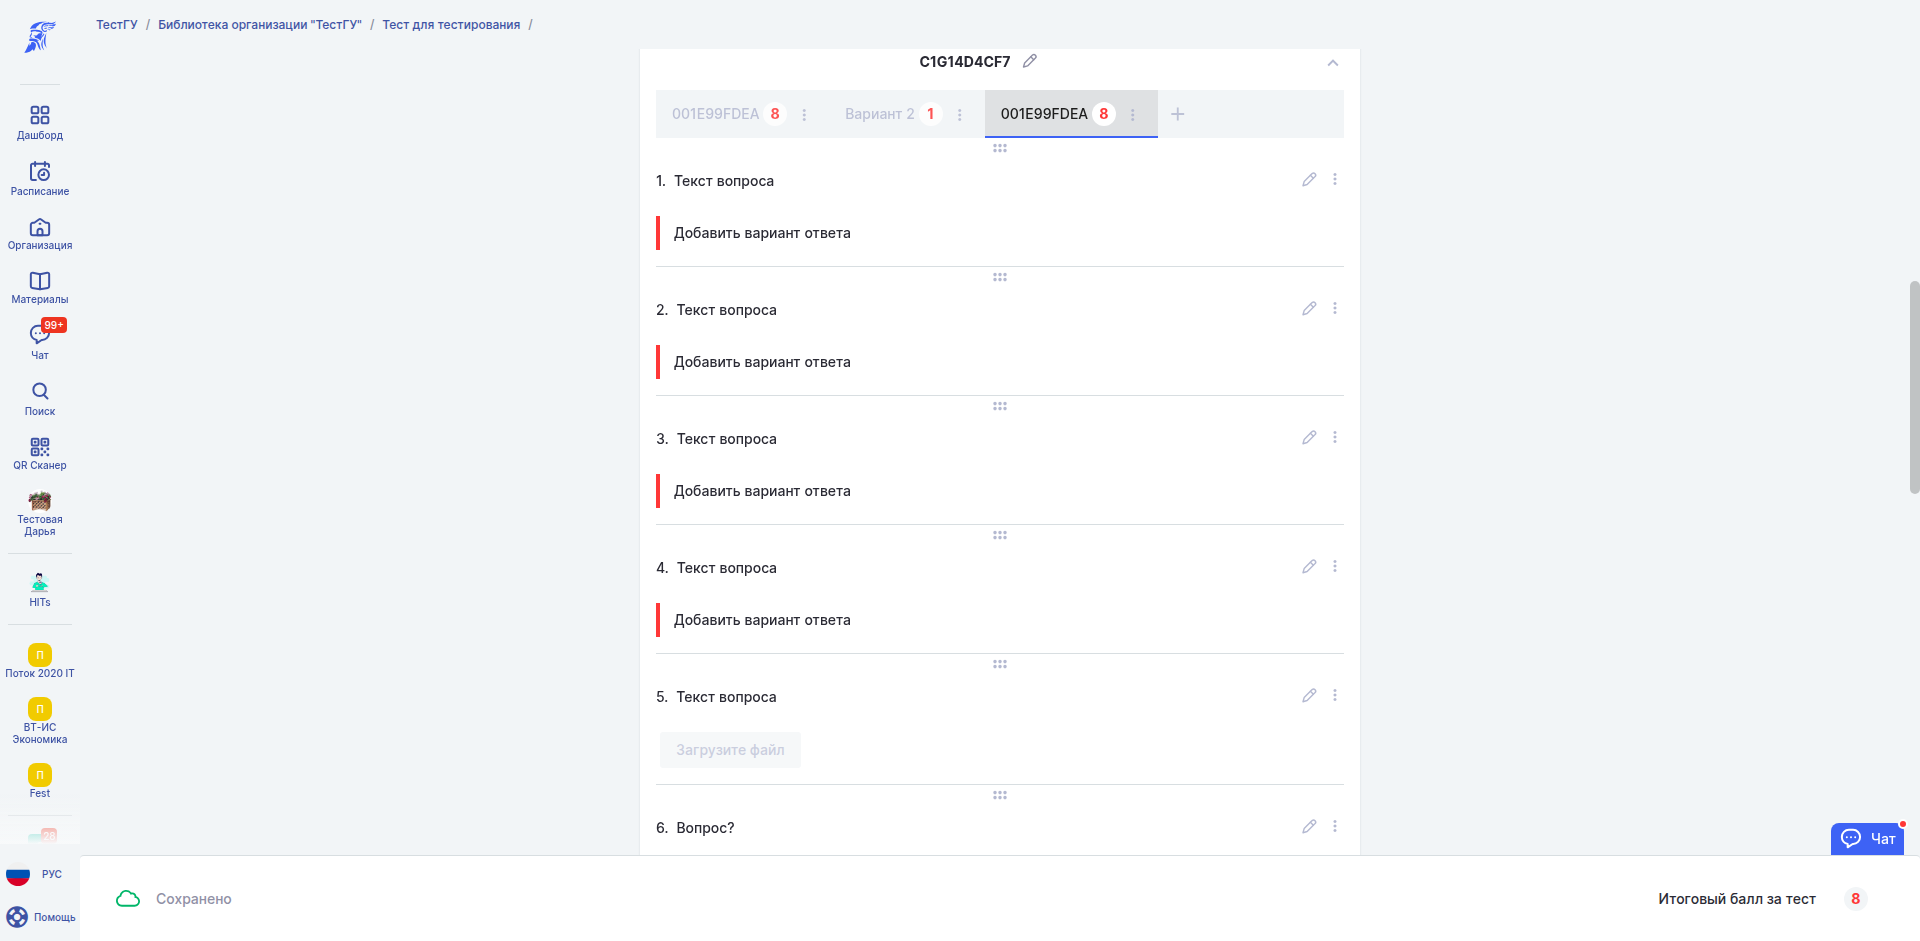 ТестГУ / Библиотека организации "ТестГУ" / Тест для тестирования /
Дашборд
Расписание
Организация
Материалы
99+
Чат
Поиск
QR Сканер
Тестовая
Дарья
HITs
П
Поток 2020 IT
П
ВТ-ИС
Экономика
П
Fest
28
РУС
Помощь
C1G14D4CF7
001E99FDEA 8 Вариант 2 1 001E99FDEA 8
1. Текст вопроса
Добавить вариант ответа
2. Текст вопроса
Добавить вариант ответа
3. Текст вопроса
Добавить вариант ответа
4. Текст вопроса
Добавить вариант ответа
5. Текст вопроса
Загрузите файл
6. Вопрос?
Чат
Сохранено
Итоговый балл за тест 8